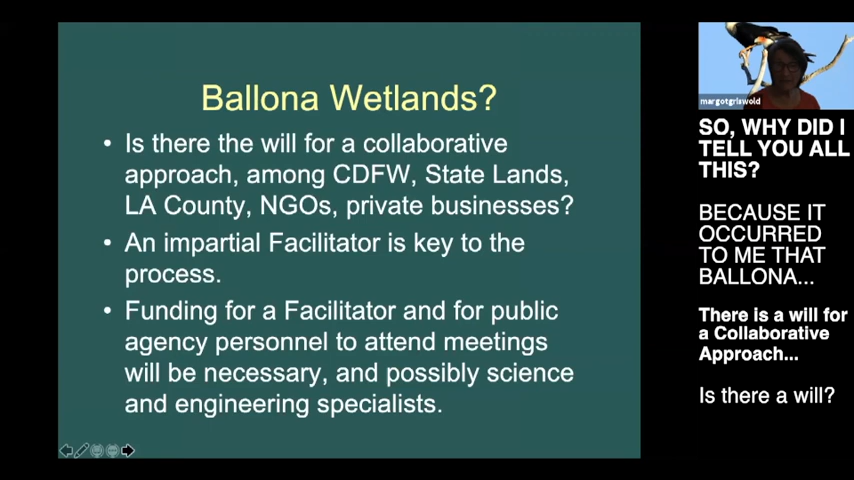 Ballona Wetlands?
• Is there the will for a collaborative
approach, among CDFW, State Lands,
LA County, NGOs, private businesses?
• An impartial Facilitator is key to the
process.
• Funding for a Facilitator and for public
agency personnel to attend meetings
will be necessary, and possibly science
and engineering specialists.
margotgriswold
SO, WHY DID I
TELL YOU ALL
THIS?
BECAUSE IT
OCCURRED
TO ME THAT
BALLONA...
There is a will for
a Collaborative
Approach...
Is there a will?